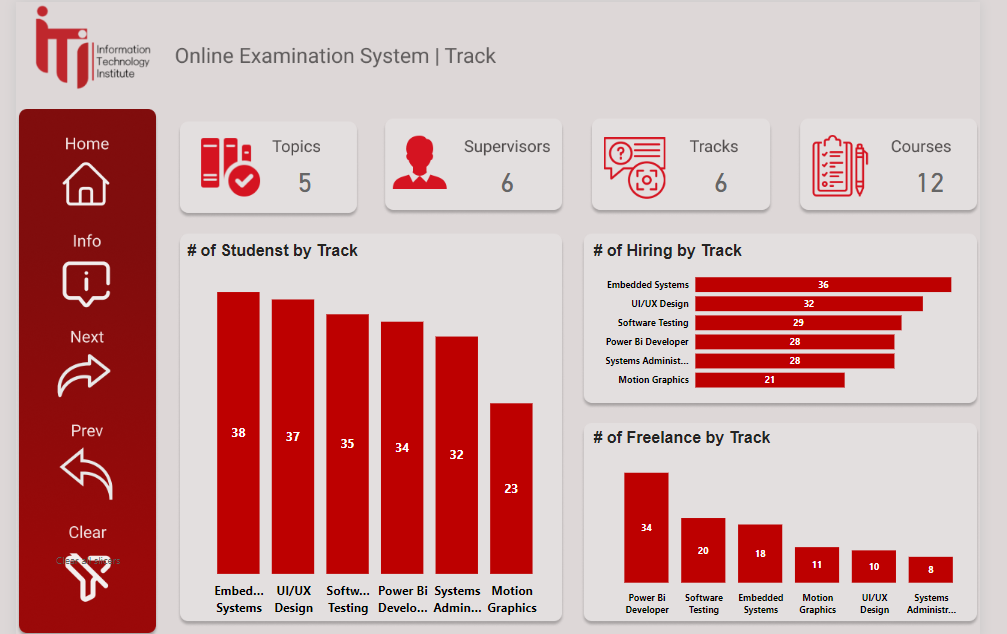 iTi
Information
Technology
Institute
Online Examination System | Track
Home
Info
Next
Prev
Clear
Topics
5
Supervisors
6
Tracks
6
Courses
12
# of Studenst by Track
38
37
35
34
32
23
Embed...
Systems
UI/UX
Design
Softw...
Testing
Power Bi
Develo...
Systems
Admin...
Motion
Graphics
# of Hiring by Track
Embedded Systems 36
UI/UX Design 32
Software Testing 29
Power Bi Developer 28
Systems Administ... 28
Motion Graphics 21
# of Freelance by Track
34
20
18
11
10
8
Power Bi
Developer
Software
Testing
Embedded
Systems
Motion
Graphics
UI/UX
Design
Systems
Administr...